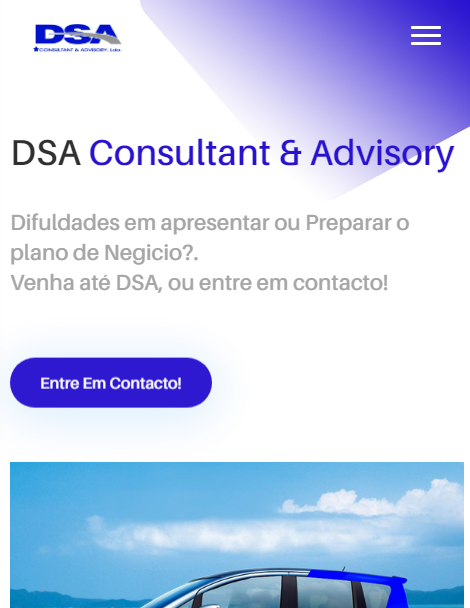 DSA
CONSULTANT & ADVISORY, Lda.
DSA Consultant & Advisory
Difuldades em apresentar ou Preparar o
plano de Negicio?.
Venha até DSA, ou entre em contacto!
Entre Em Contacto!